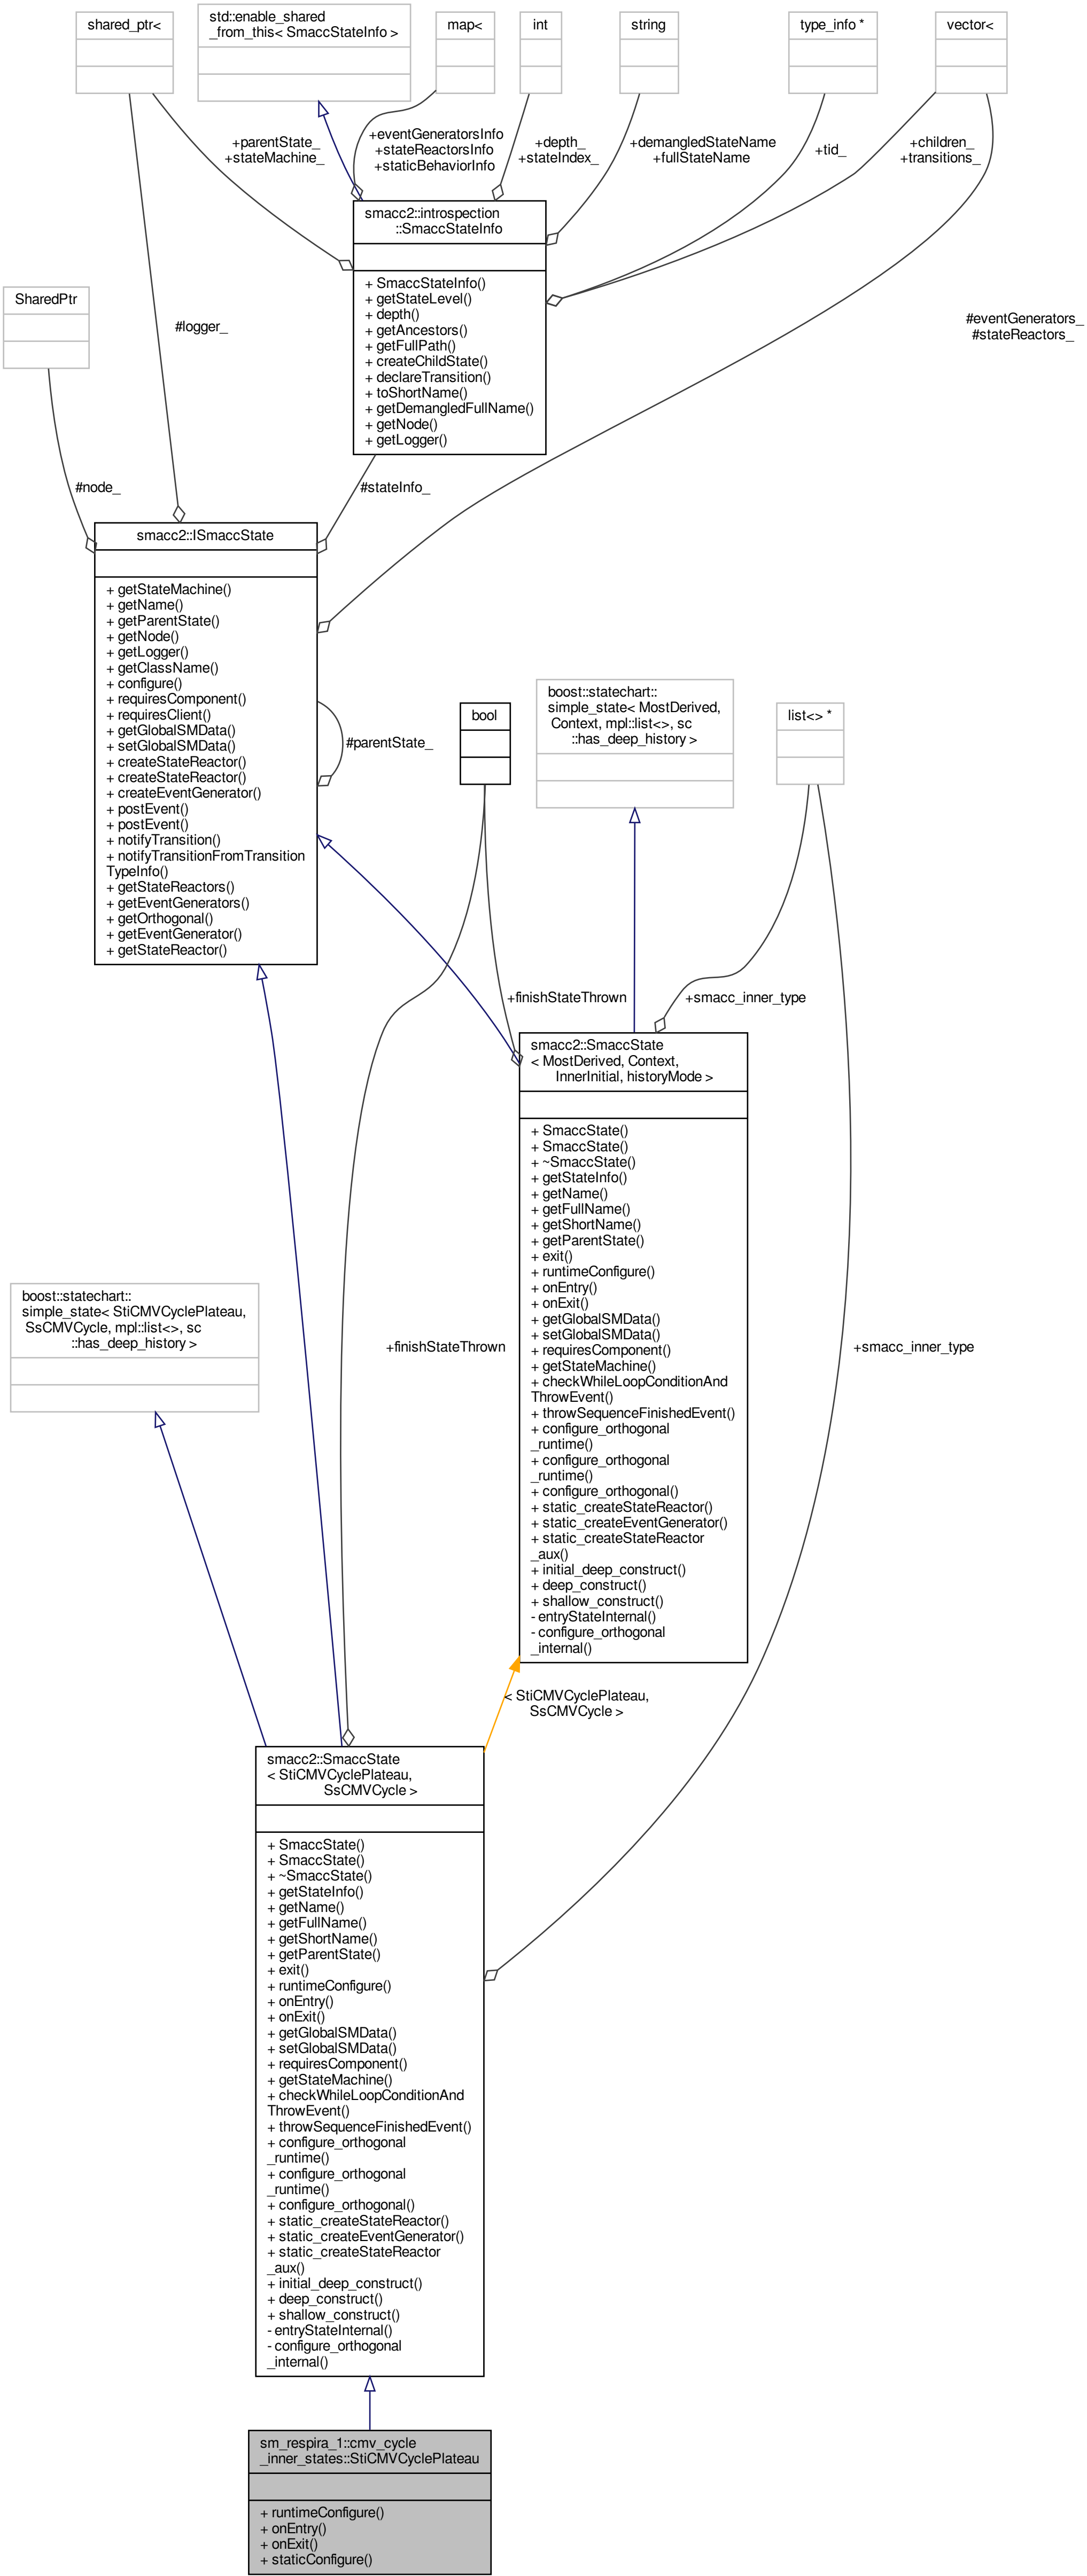 shared_ptr<
std::enable_shared
_from_this< SmaccStateInfo >
map<
int
string
type_info *
vector<
+parentState_
+stateMachine_
+eventGeneratorsInfo
+stateReactorsInfo
+staticBehaviorInfo
+depth_
+stateIndex_
+demangledStateName
+fullStateName
+tid_
+children_
+transitions_
smacc2::introspection
::SmaccStateInfo
+ SmaccStateInfo()
+ getStateLevel()
+ depth()
+ getAncestors()
+ getFullPath()
+ createChildState()
+ declareTransition()
+ toShortName()
+ getDemangledFullName()
+ getNode()
+ getLogger()
SharedPtr
#logger_
#eventGenerators_
#stateReactors_
#node_
#stateInfo_
smacc2::ISmaccState
+ getStateMachine()
+ getName()
+ getParentState()
+ getNode()
+ getLogger()
+ getClassName()
+ configure()
+ requiresComponent()
+ requiresClient()
+ getGlobalSMData()
+ setGlobalSMData()
+ createStateReactor()
+ createStateReactor()
+ createEventGenerator()
+ postEvent()
+ postEvent()
+ notifyTransition()
+ notifyTransitionFromTransition
TypeInfo()
+ getStateReactors()
+ getEventGenerators()
+ getOrthogonal()
+ getEventGenerator()
+ getStateReactor()
#parentState_
bool
boost::statechart::
simple_state< MostDerived,
Context, mpl::list<>, sc
::has_deep_history >
list<> *
+finishStateThrown
+smacc_inner_type
smacc2::SmaccState
< MostDerived, Context,
InnerInitial, historyMode >
+ SmaccState()
+ SmaccState()
+ ~SmaccState()
+ getStateInfo()
+ getName()
+ getFullName()
+ getShortName()
+ getParentState()
+ exit()
+ runtimeConfigure()
+ onEntry()
+ onExit()
+ getGlobalSMData()
+ setGlobalSMData()
+ requiresComponent()
+ getStateMachine()
+ checkWhileLoopConditionAnd
ThrowEvent()
+ throwSequenceFinishedEvent()
+ configure_orthogonal
_runtime()
+ configure_orthogonal
_runtime()
+ configure_orthogonal()
+ static_createStateReactor()
+ static_createEventGenerator()
+ static_createStateReactor
_aux()
+ initial_deep_construct()
+ deep_construct()
+ shallow_construct()
- entryStateInternal()
- configure_orthogonal
_internal()
boost::statechart::
simple_state< StiCMVCyclePlateau,
SsCMVCycle, mpl::list<>, sc
::has_deep_history >
+finishStateThrown
+smacc_inner_type
< StiCMVCyclePlateau,
SsCMVCycle >
smacc2::SmaccState
< StiCMVCyclePlateau,
SsCMVCycle >
+ SmaccState()
+ SmaccState()
+ ~SmaccState()
+ getStateInfo()
+ getName()
+ getFullName()
+ getShortName()
+ getParentState()
+ exit()
+ runtimeConfigure()
+ onEntry()
+ onExit()
+ getGlobalSMData()
+ setGlobalSMData()
+ requiresComponent()
+ getStateMachine()
+ checkWhileLoopConditionAnd
ThrowEvent()
+ throwSequenceFinishedEvent()
+ configure_orthogonal
_runtime()
+ configure_orthogonal
_runtime()
+ configure_orthogonal()
+ static_createStateReactor()
+ static_createEventGenerator()
+ static_createStateReactor
_aux()
+ initial_deep_construct()
+ deep_construct()
+ shallow_construct()
- entryStateInternal()
- configure_orthogonal
_internal()
sm_respira_1::cmv_cycle
_inner_states::StiCMVCyclePlateau
+ runtimeConfigure()
+ onEntry()
+ onExit()
+ staticConfigure()